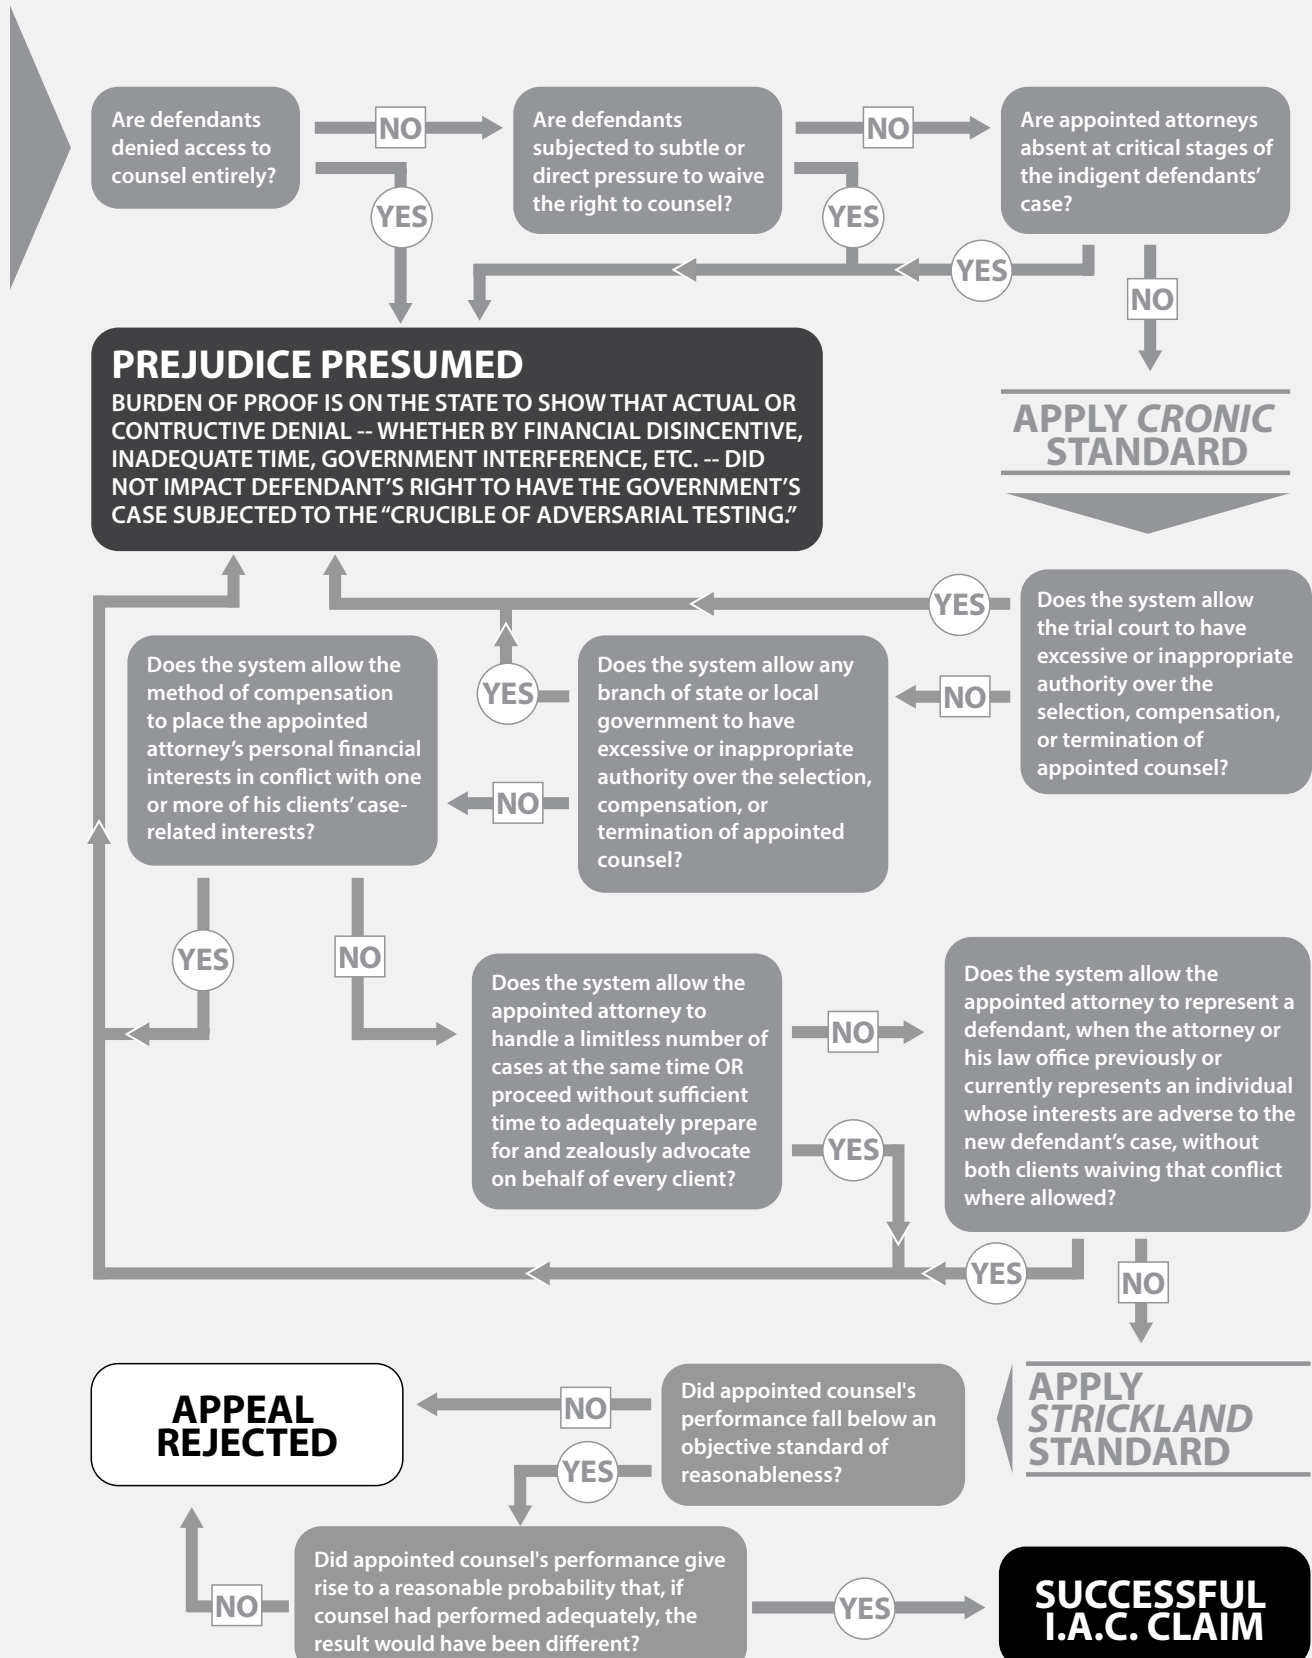 Are defendants
denied access to
counsel entirely?
NO
YES
Are defendants
subjected to subtle or
direct pressure to waive
the right to counsel?
NO
YES
Are appointed attorneys
absent at critical stages of
the indigent defendants'
case?
YES
NO
PREJUDICE PRESUMED
BURDEN OF PROOF IS ON THE STATE TO SHOW THAT ACTUAL OR
CONTRUCTIVE DENIAL -- WHETHER BY FINANCIAL DISINCENTIVE,
INADEQUATE TIME, GOVERNMENT INTERFERENCE, ETC. -- DID
NOT IMPACT DEFENDANT'S RIGHT TO HAVE THE GOVERNMENT'S
CASE SUBJECTED TO THE “CRUCIBLE OF ADVERSARIAL TESTING.”
APPLY CRONIC
STANDARD
Does the system allow
the trial court to have
excessive or inappropriate
authority over the
selection, compensation,
or termination of
appointed counsel?
YES
NO
Does the system allow any
branch of state or local
government to have
excessive or inappropriate
authority over the selection,
compensation, or
termination of appointed
counsel?
YES
NO
Does the system allow the
method of compensation
to place the appointed
attorney's personal financial
interests in conflict with one
or more of his clients' case-
related interests?
YES
NO
Does the system allow the
appointed attorney to
handle a limitless number of
cases at the same time OR
proceed without sufficient
time to adequately prepare
for and zealously advocate
on behalf of every client?
NO
YES
Does the system allow the
appointed attorney to represent a
defendant, when the attorney or
his law office previously or
currently represents an individual
whose interests are adverse to the
new defendant's case, without
both clients waiving that conflict
where allowed?
YES
NO
APPLY
STRICKLAND
STANDARD
Did appointed counsel's
performance fall below an
objective standard of
reasonableness?
NO
YES
APPEAL
REJECTED
Did appointed counsel's performance give
rise to a reasonable probability that, if
counsel had performed adequately, the
result would have been different?
NO
YES
SUCCESSFUL
I.A.C. CLAIM